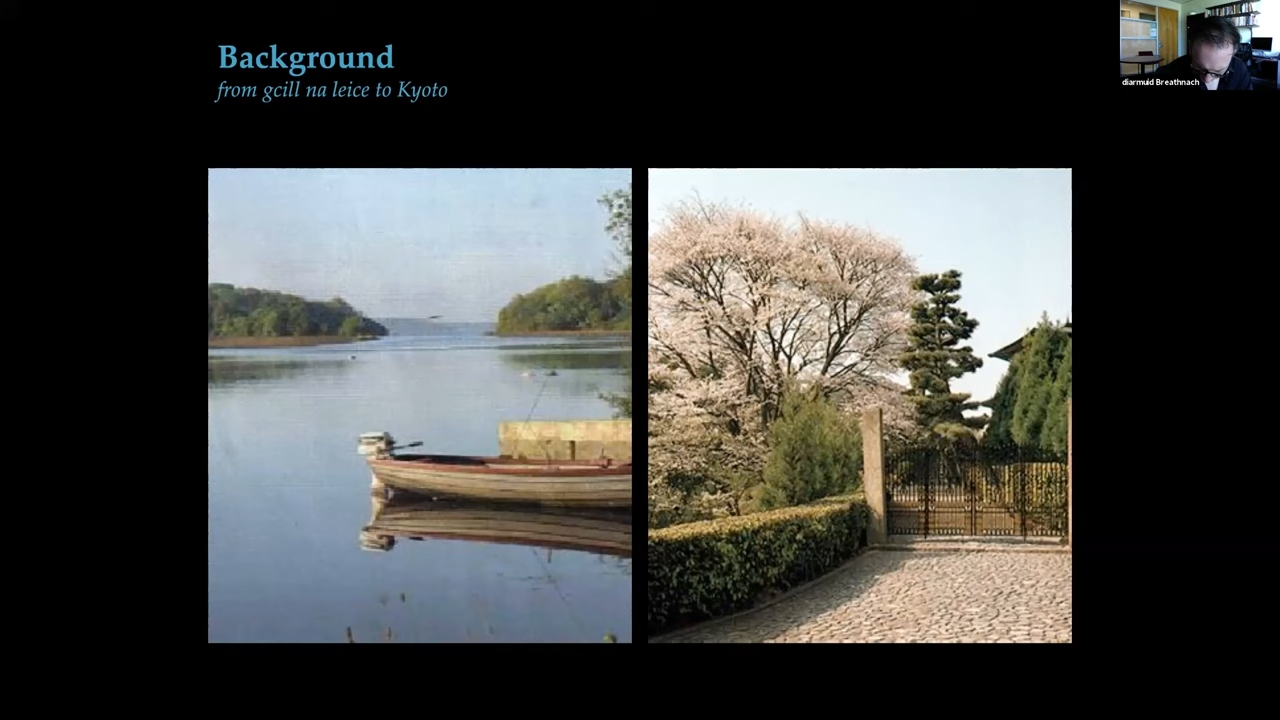 Background
from gcill na leice to Kyoto
diarmuid Breathnach